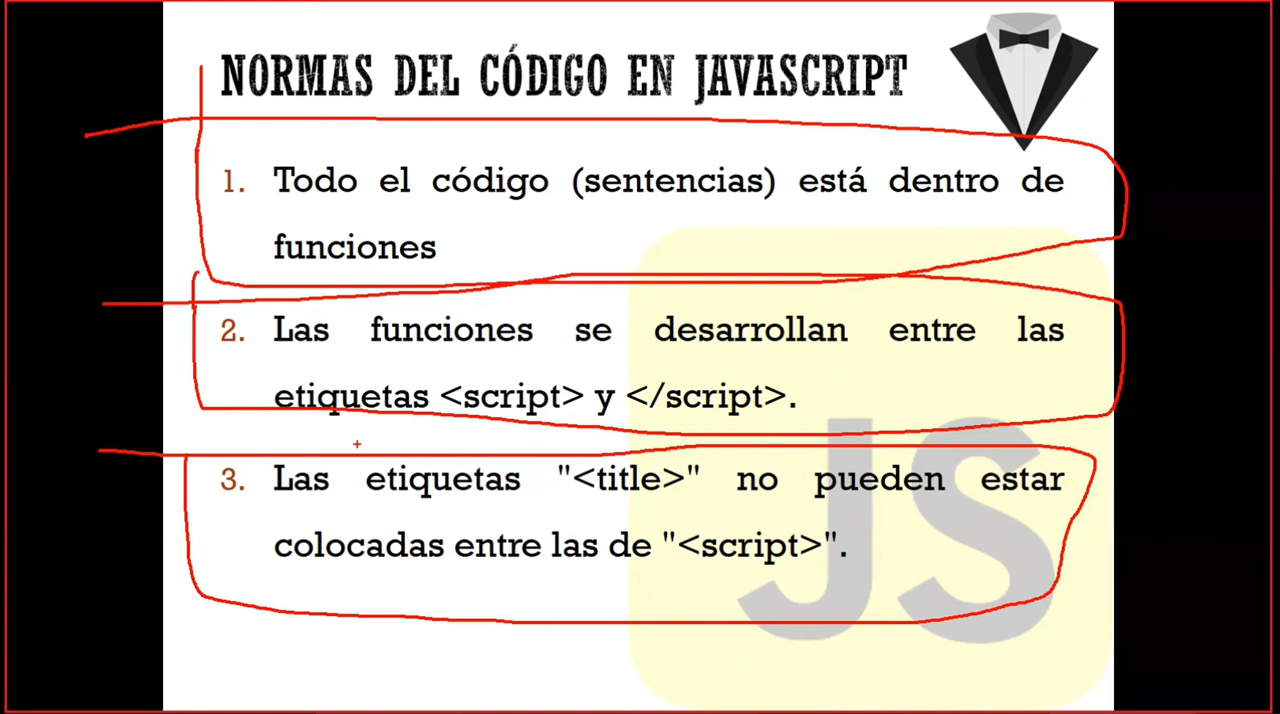 NORMAS DEL CÓDIGO EN JAVASCRIPT
1. Todo el código (sentencias) está dentro de
funciones
2. Las funciones se desarrollan entre las
etiquetas <script> y </script>.
3. Las etiquetas "<title>" no pueden estar
colocadas entre las de "<script>".
JS